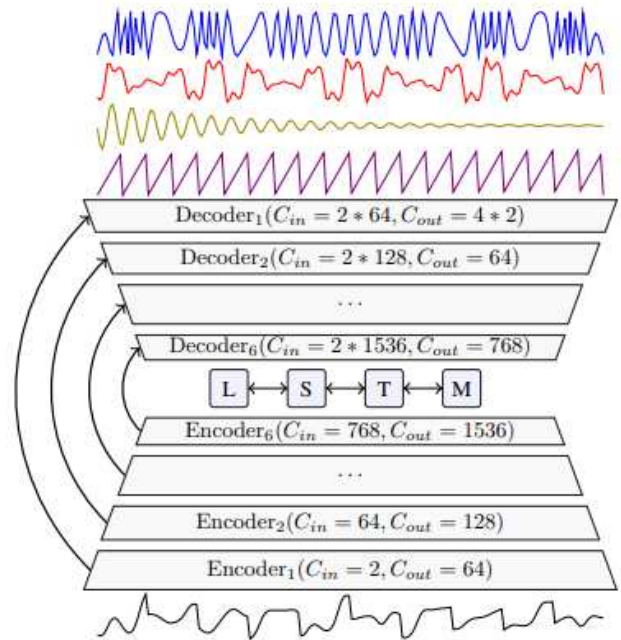 Decoder₁(C_in = 2 * 64, C_out = 4 * 2)
Decoder₂(C_in = 2 * 128, C_out = 64)
...
Decoder₆(C_in = 2 * 1536, C_out = 768)
L S T M
Encoder₆(C_in = 768, C_out = 1536)
...
Encoder₂(C_in = 64, C_out = 128)
Encoder₁(C_in = 2, C_out = 64)